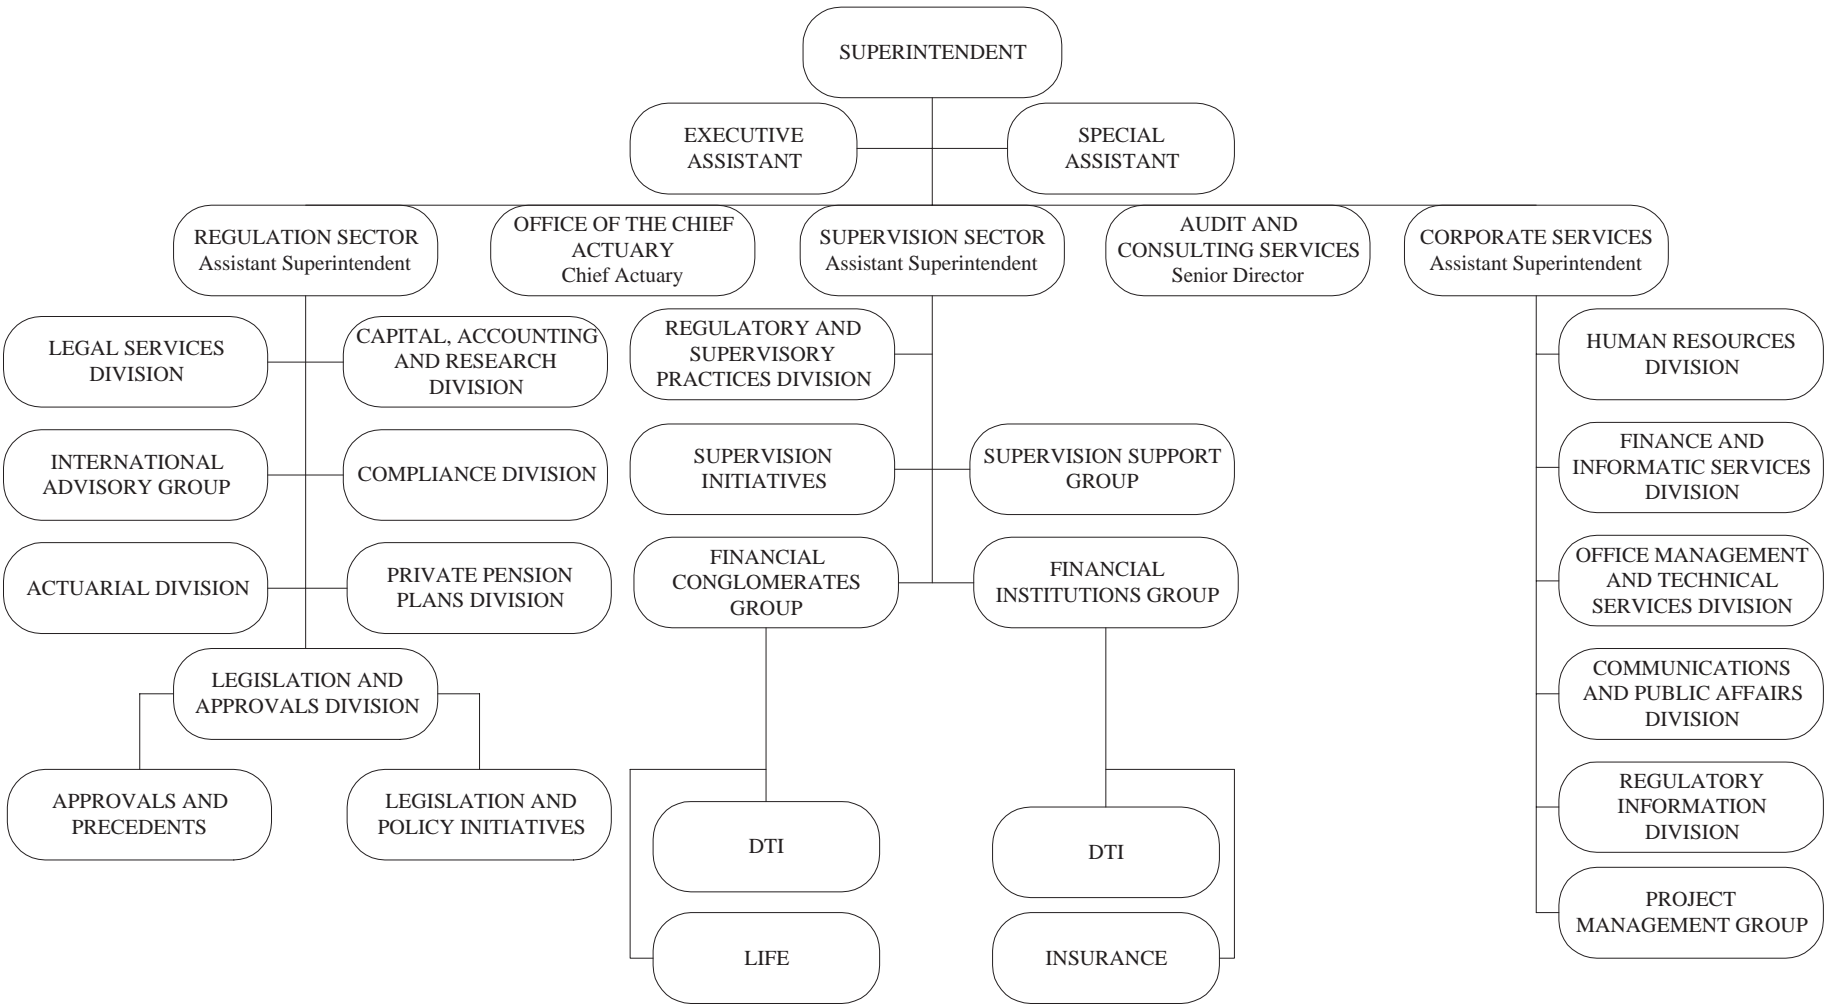 SUPERINTENDENT
EXECUTIVE
ASSISTANT
SPECIAL
ASSISTANT
REGULATION SECTOR
Assistant Superintendent
OFFICE OF THE CHIEF
ACTUARY
Chief Actuary
SUPERVISION SECTOR
Assistant Superintendent
AUDIT AND
CONSULTING SERVICES
Senior Director
CORPORATE SERVICES
Assistant Superintendent
LEGAL SERVICES
DIVISION
CAPITAL, ACCOUNTING
AND RESEARCH
DIVISION
INTERNATIONAL
ADVISORY GROUP
COMPLIANCE DIVISION
ACTUARIAL DIVISION
PRIVATE PENSION
PLANS DIVISION
LEGISLATION AND
APPROVALS DIVISION
APPROVALS AND
PRECEDENTS
LEGISLATION AND
POLICY INITIATIVES
REGULATORY AND
SUPERVISORY
PRACTICES DIVISION
SUPERVISION
INITIATIVES
SUPERVISION SUPPORT
GROUP
FINANCIAL
CONGLOMERATES
GROUP
FINANCIAL
INSTITUTIONS GROUP
DTI
LIFE
DTI
INSURANCE
HUMAN RESOURCES
DIVISION
FINANCE AND
INFORMATIC SERVICES
DIVISION
OFFICE MANAGEMENT
AND TECHNICAL
SERVICES DIVISION
COMMUNICATIONS
AND PUBLIC AFFAIRS
DIVISION
REGULATORY
INFORMATION
DIVISION
PROJECT
MANAGEMENT GROUP